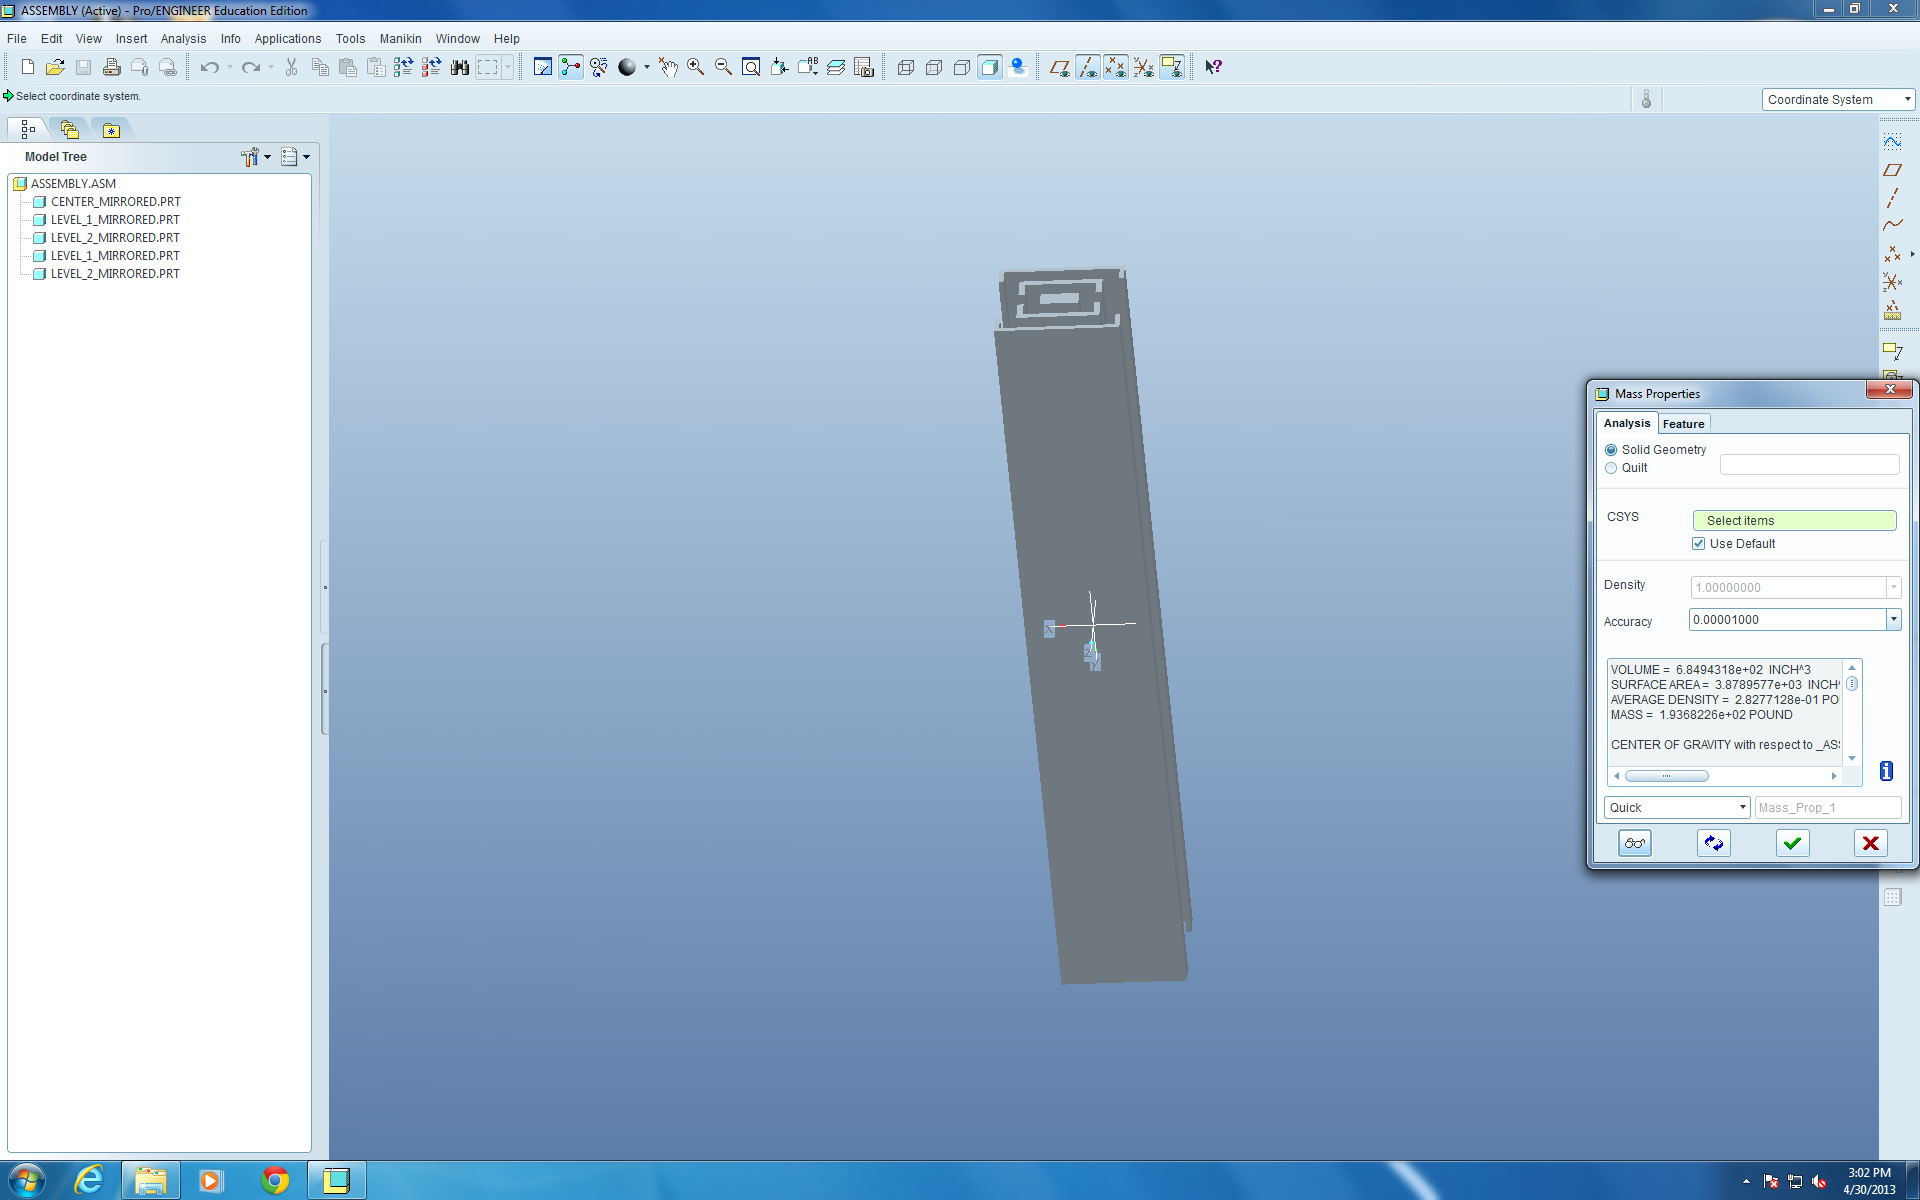 ASSEMBLY (Active) - Pro/ENGINEER Education Edition
File Edit View Insert Analysis Info Applications Tools Manikin Window Help
Select coordinate system.
Coordinate System
Model Tree
ASSEMBLY.ASM
CENTER_MIRRORED.PRT
LEVEL_1_MIRRORED.PRT
LEVEL_2_MIRRORED.PRT
LEVEL_1_MIRRORED.PRT
LEVEL_2_MIRRORED.PRT
X
Z
Y
Mass Properties
Analysis Feature
Solid Geometry
Quilt
CSYS Select items
Use Default
Density 1.00000000
Accuracy 0.00001000
VOLUME = 6.8494318e+02 INCH^3
SURFACE AREA = 3.8789577e+03 INCH^
AVERAGE DENSITY = 2.8277128e-01 PO
MASS = 1.9368226e+02 POUND
CENTER OF GRAVITY with respect to _AS
Quick Mass_Prop_1
3:02 PM
4/30/2013